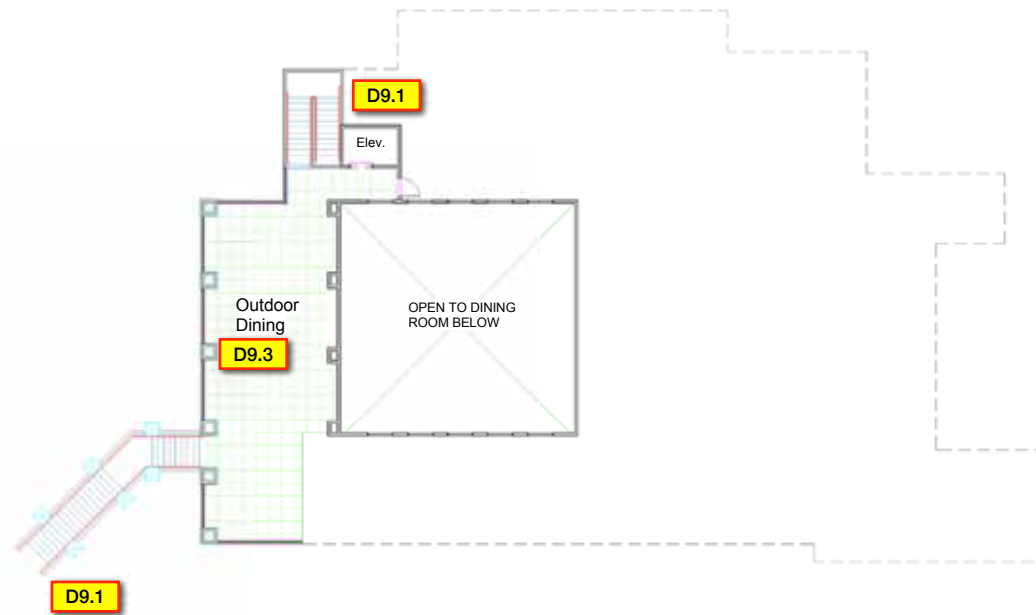 D9.1
Elev.
Outdoor
Dining
D9.3
OPEN TO DINING
ROOM BELOW
D9.1